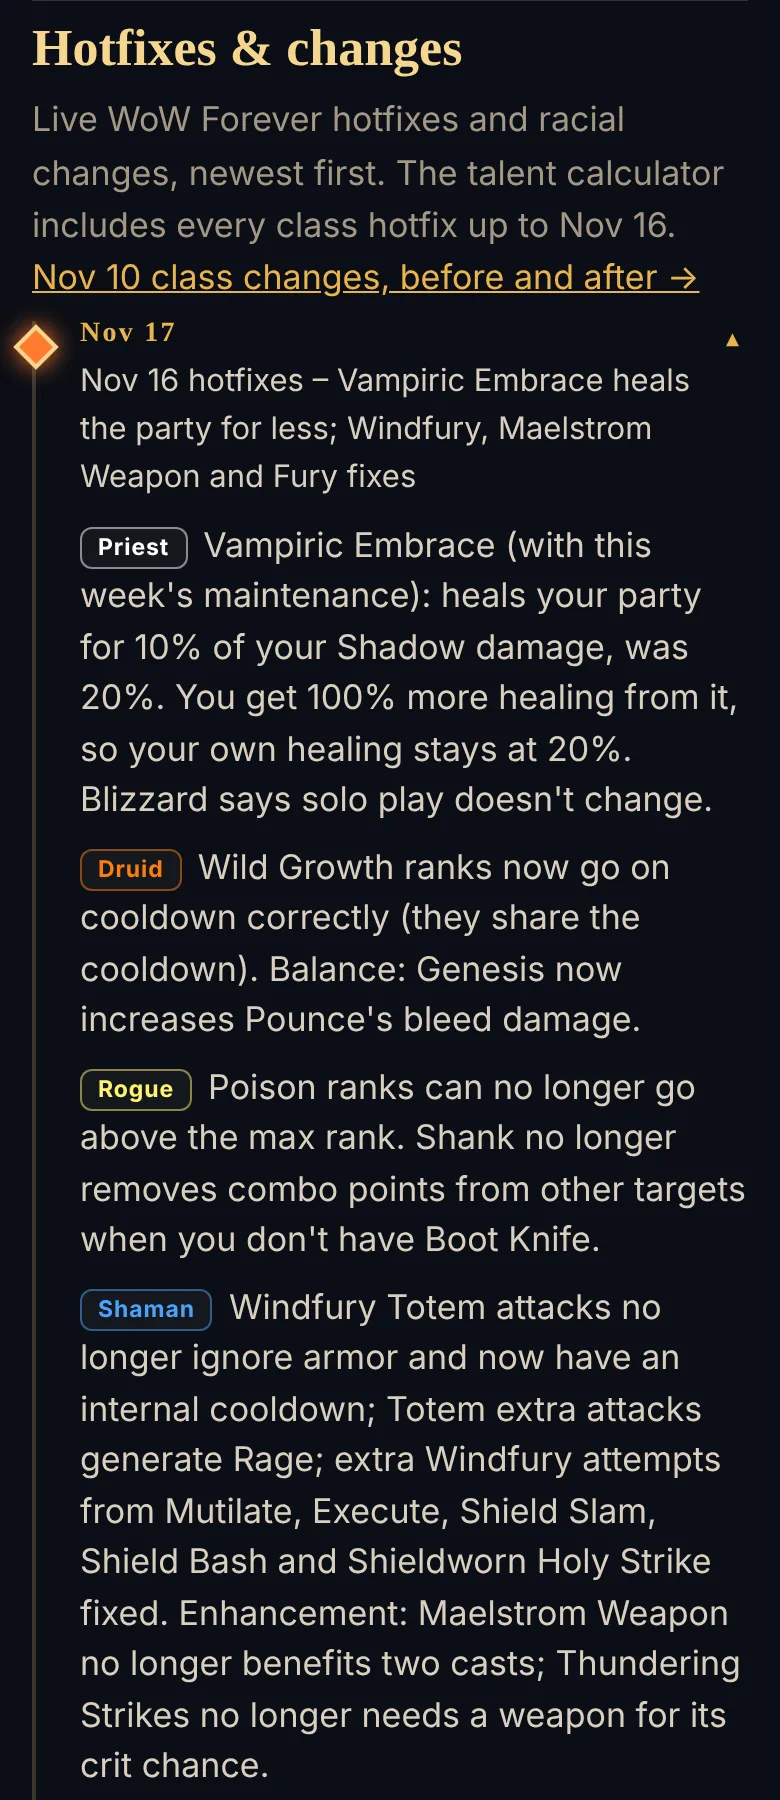 Hotfixes & changes
Live WoW Forever hotfixes and racial
changes, newest first. The talent calculator
includes every class hotfix up to Nov 16.
Nov 10 class changes, before and after →
Nov 17 ▲
Nov 16 hotfixes – Vampiric Embrace heals
the party for less; Windfury, Maelstrom
Weapon and Fury fixes
Priest Vampiric Embrace (with this
week's maintenance): heals your party
for 10% of your Shadow damage, was
20%. You get 100% more healing from it,
so your own healing stays at 20%.
Blizzard says solo play doesn't change.
Druid Wild Growth ranks now go on
cooldown correctly (they share the
cooldown). Balance: Genesis now
increases Pounce's bleed damage.
Rogue Poison ranks can no longer go
above the max rank. Shank no longer
removes combo points from other targets
when you don't have Boot Knife.
Shaman Windfury Totem attacks no
longer ignore armor and now have an
internal cooldown; Totem extra attacks
generate Rage; extra Windfury attempts
from Mutilate, Execute, Shield Slam,
Shield Bash and Shieldworn Holy Strike
fixed. Enhancement: Maelstrom Weapon
no longer benefits two casts; Thundering
Strikes no longer needs a weapon for its
crit chance.